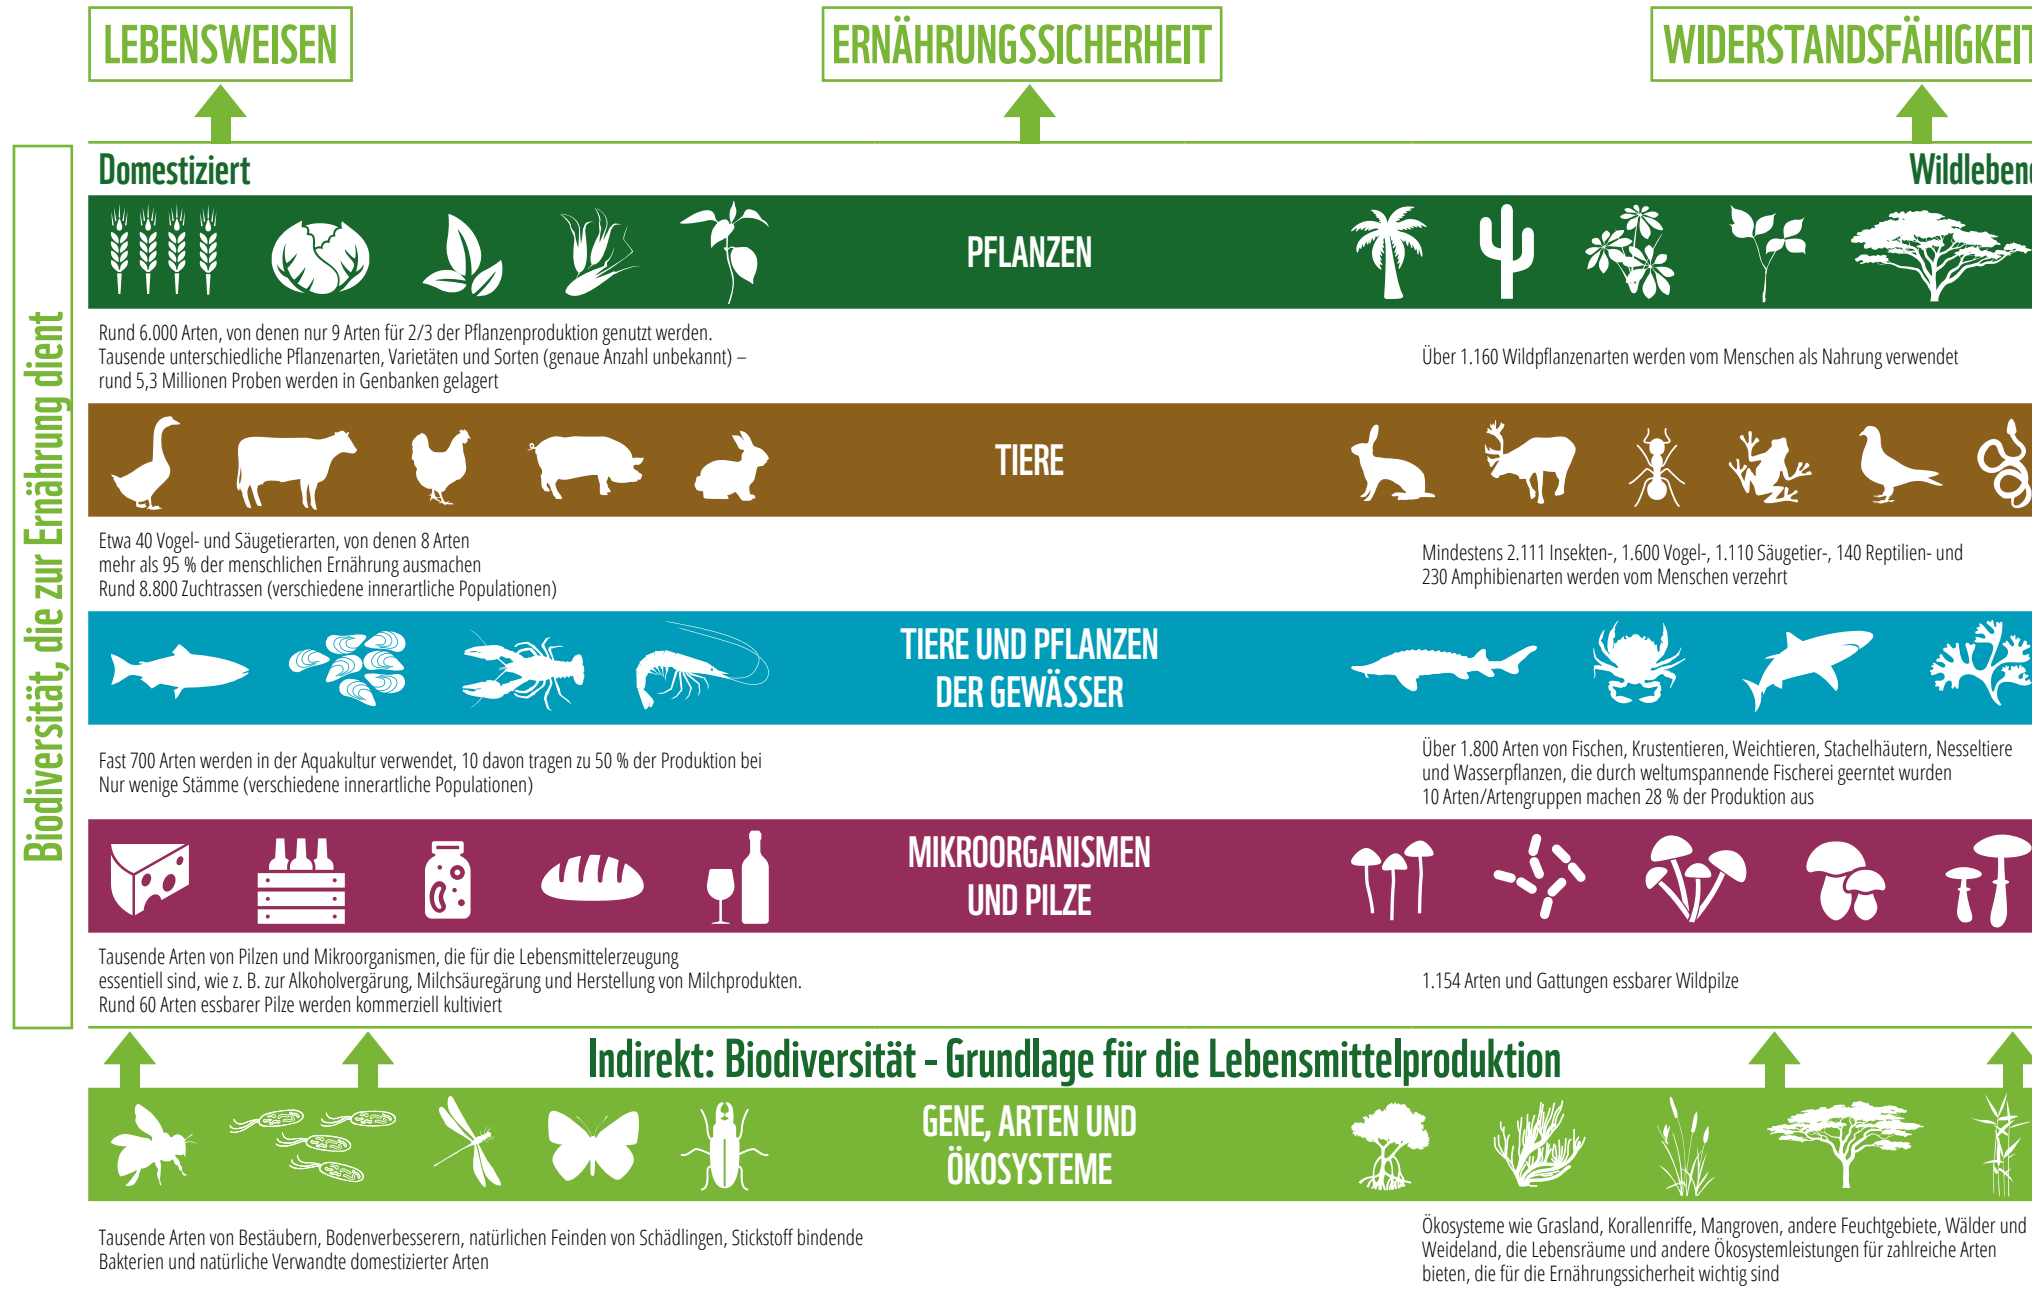 LEBENSWEISEN
ERNÄHRUNGSSICHERHEIT
WIDERSTANDSFÄHIGKEIT
Biodiversität, die zur Ernährung dient
Domestiziert
Wildlebend
PFLANZEN
Rund 6.000 Arten, von denen nur 9 Arten für 2/3 der Pflanzenproduktion genutzt werden.
Tausende unterschiedliche Pflanzenarten, Varietäten und Sorten (genaue Anzahl unbekannt) –
rund 5,3 Millionen Proben werden in Genbanken gelagert
Über 1.160 Wildpflanzenarten werden vom Menschen als Nahrung verwendet
TIERE
Etwa 40 Vogel- und Säugetierarten, von denen 8 Arten
mehr als 95 % der menschlichen Ernährung ausmachen
Rund 8.800 Zuchtrassen (verschiedene innerartliche Populationen)
Mindestens 2.111 Insekten-, 1.600 Vogel-, 1.110 Säugetier-, 140 Reptilien- und
230 Amphibienarten werden vom Menschen verzehrt
TIERE UND PFLANZEN
DER GEWÄSSER
Fast 700 Arten werden in der Aquakultur verwendet, 10 davon tragen zu 50 % der Produktion bei
Nur wenige Stämme (verschiedene innerartliche Populationen)
Über 1.800 Arten von Fischen, Krustentieren, Weichtieren, Stachelhäutern, Nesseltiere
und Wasserpflanzen, die durch weltumspannende Fischerei geerntet wurden
10 Arten/Artengruppen machen 28 % der Produktion aus
MIKROORGANISMEN
UND PILZE
Tausende Arten von Pilzen und Mikroorganismen, die für die Lebensmittelerzeugung
essentiell sind, wie z. B. zur Alkoholvergärung, Milchsäuregärung und Herstellung von Milchprodukten.
Rund 60 Arten essbarer Pilze werden kommerziell kultiviert
1.154 Arten und Gattungen essbarer Wildpilze
Indirekt: Biodiversität - Grundlage für die Lebensmittelproduktion
GENE, ARTEN UND
ÖKOSYSTEME
Tausende Arten von Bestäubern, Bodenverbesserern, natürlichen Feinden von Schädlingen, Stickstoff bindende
Bakterien und natürliche Verwandte domestizierter Arten
Ökosysteme wie Grasland, Korallenriffe, Mangroven, andere Feuchtgebiete, Wälder und
Weideland, die Lebensräume und andere Ökosystemleistungen für zahlreiche Arten
bieten, die für die Ernährungssicherheit wichtig sind